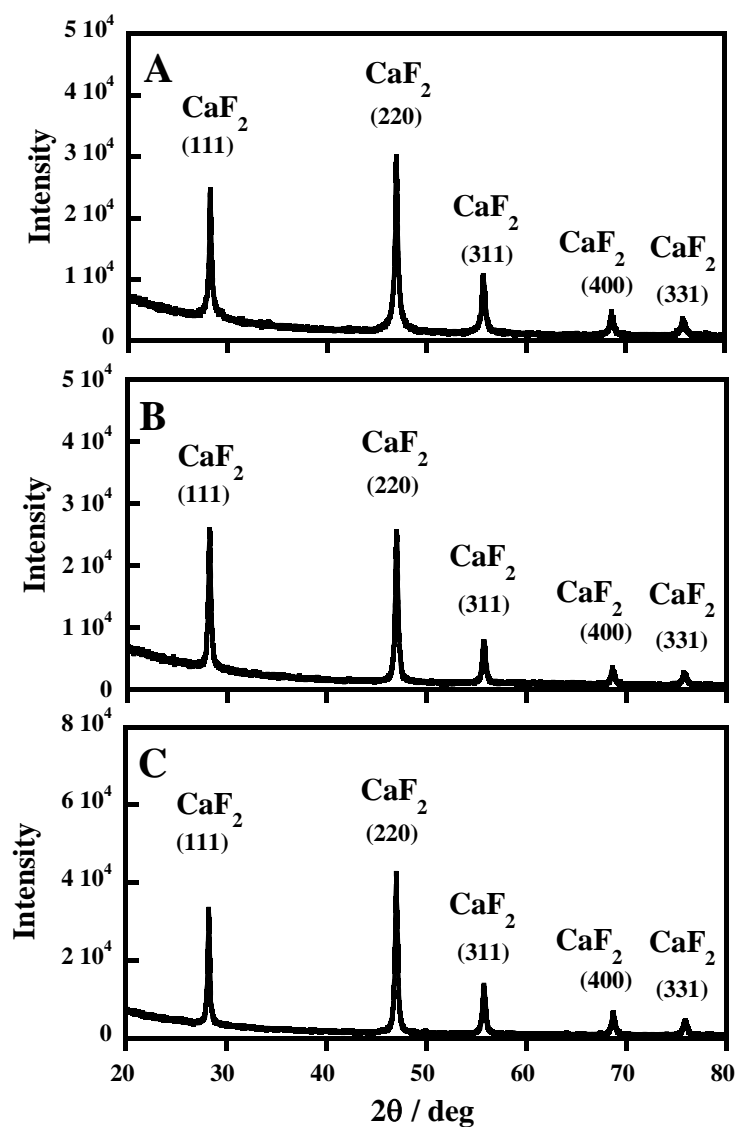 5 10⁴
A
CaF₂
(220)
4 10⁴
CaF₂
(111)
3 10⁴
Intensity
CaF₂
(311)
2 10⁴
CaF₂
(400)
CaF₂
(331)
1 10⁴
0
5 10⁴
B
CaF₂
(220)
4 10⁴
CaF₂
(111)
3 10⁴
Intensity
CaF₂
(311)
2 10⁴
CaF₂
(400)
CaF₂
(331)
1 10⁴
0
8 10⁴
C
CaF₂
(220)
6 10⁴
CaF₂
(111)
4 10⁴
Intensity
CaF₂
(311)
CaF₂
(400)
CaF₂
(331)
2 10⁴
0
20 30 40 50 60 70 80
2θ / deg